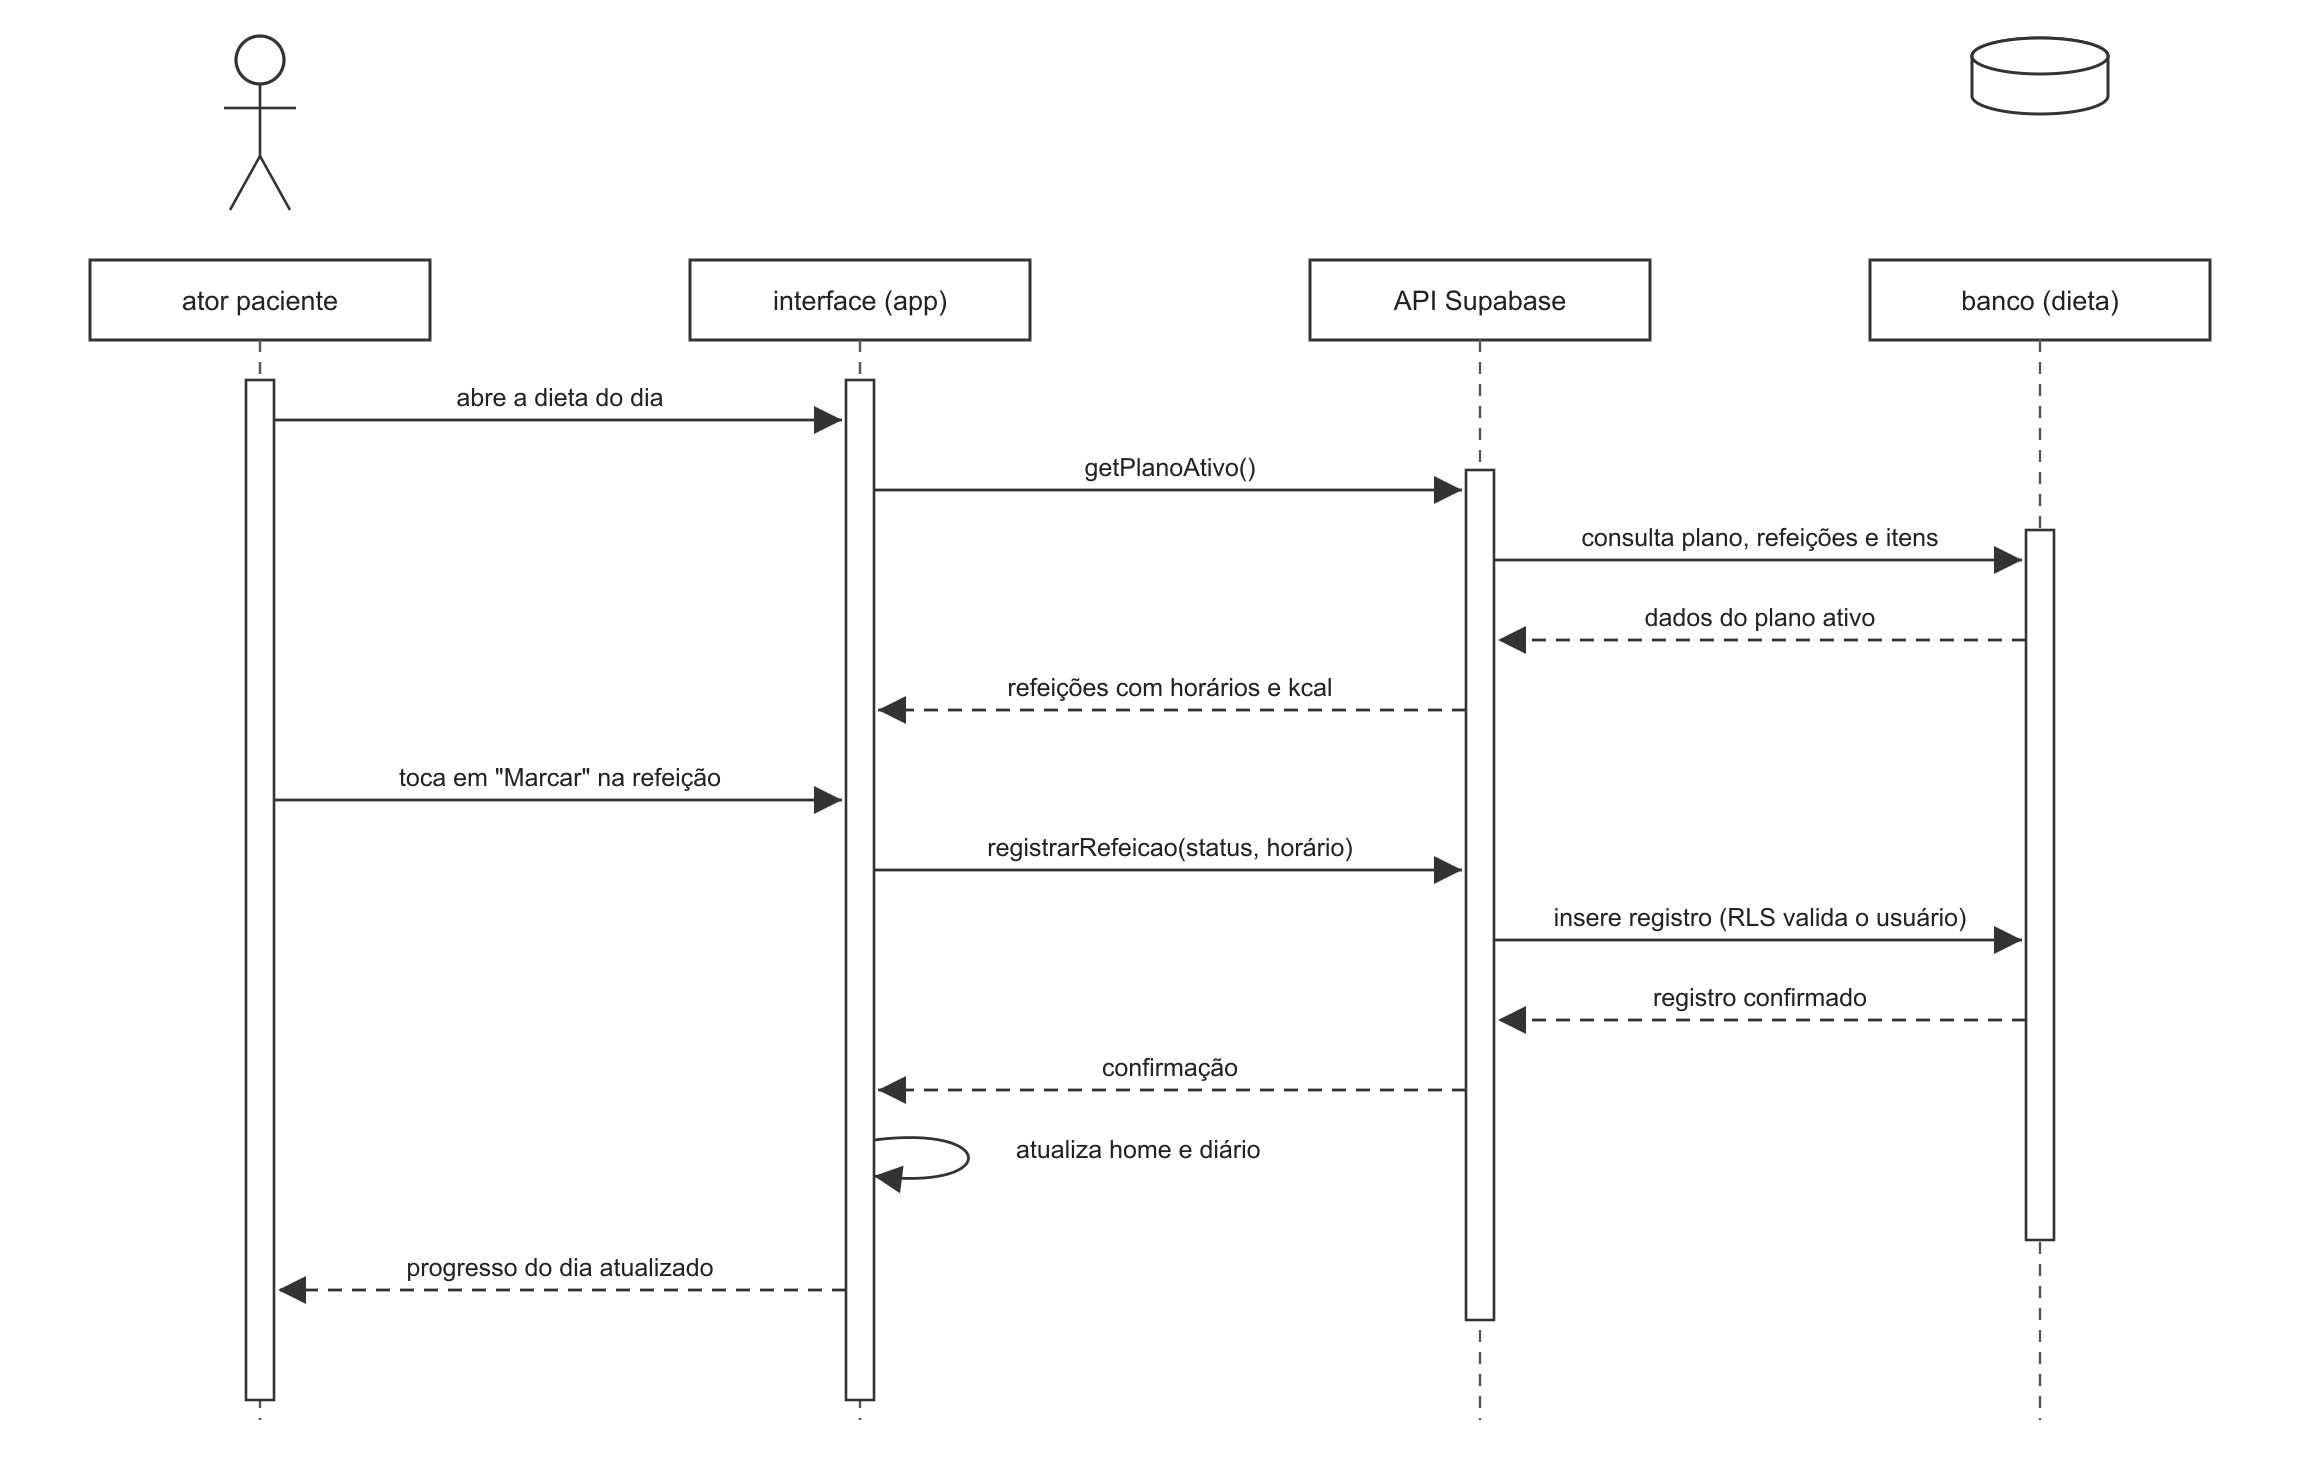 ator paciente
interface (app)
API Supabase
banco (dieta)
abre a dieta do dia
getPlanoAtivo()
consulta plano, refeições e itens
dados do plano ativo
refeições com horários e kcal
toca em "Marcar" na refeição
registrarRefeicao(status, horário)
insere registro (RLS valida o usuário)
registro confirmado
confirmação
atualiza home e diário
progresso do dia atualizado